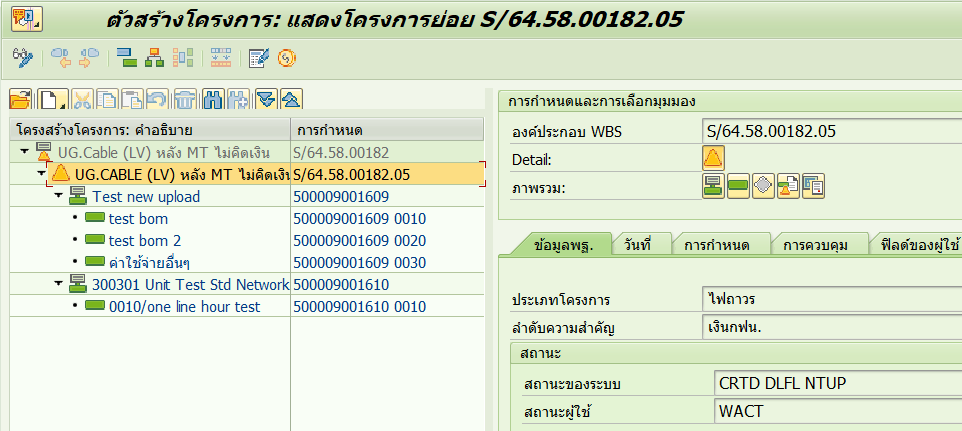 ตัวสร้างโครงการ: แสดงโครงการย่อย S/64.58.00182.05
โครงสร้างโครงการ: คำอธิบาย การกำหนด
UG.Cable (LV) หลัง MT ไม่คิดเงิน S/64.58.00182
UG.CABLE (LV) หลัง MT ไม่คิดเงิน S/64.58.00182.05
Test new upload 500009001609
test bom 500009001609 0010
test bom 2 500009001609 0020
ค่าใช้จ่ายอื่นๆ 500009001609 0030
300301 Unit Test Std Network 500009001610
0010/one line hour test 500009001610 0010
การกำหนดและการเลือกมุมมอง
องค์ประกอบ WBS S/64.58.00182.05
Detail:
ภาพรวม:
ข้อมูลพฐ. วันที่ การกำหนด การควบคุม ฟิลด์ของผู้ใช้
ประเภทโครงการ ไฟถาวร
ลำดับความสำคัญ เงินกฟน.
สถานะ
สถานะของระบบ CRTD DLFL NTUP
สถานะผู้ใช้ WACT